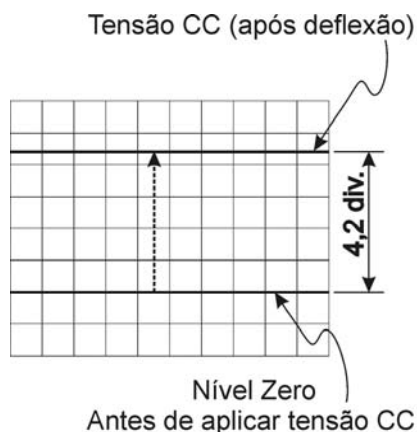 Tensão CC (após deflexão)
4,2 div.
Nível Zero
Antes de aplicar tensão CC